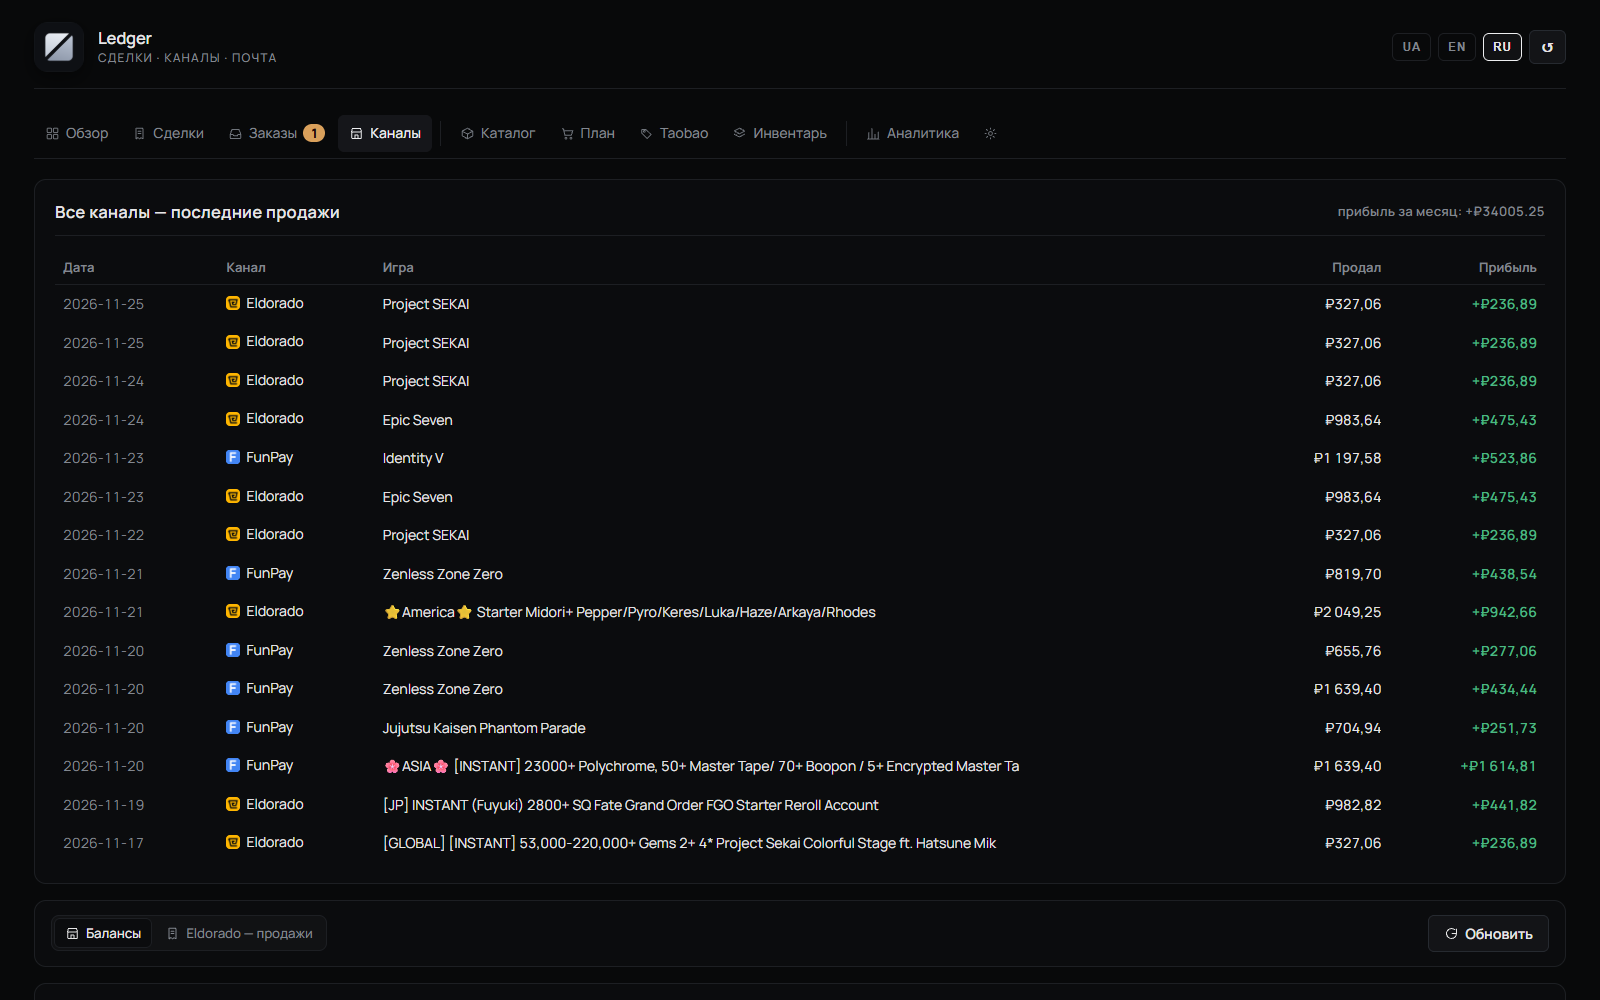 Ledger
СДЕЛКИ · КАНАЛЫ · ПОЧТА
UA EN RU
Обзор Сделки Заказы 1 Каналы Каталог План Taobao Инвентарь Аналитика
Все каналы — последние продажи
прибыль за месяц: +₽34005.25
Дата Канал Игра Продал Прибыль
2026-11-25 Eldorado Project SEKAI ₽327,06 +₽236,89
2026-11-25 Eldorado Project SEKAI ₽327,06 +₽236,89
2026-11-24 Eldorado Project SEKAI ₽327,06 +₽236,89
2026-11-24 Eldorado Epic Seven ₽983,64 +₽475,43
2026-11-23 FunPay Identity V ₽1 197,58 +₽523,86
2026-11-23 Eldorado Epic Seven ₽983,64 +₽475,43
2026-11-22 Eldorado Project SEKAI ₽327,06 +₽236,89
2026-11-21 FunPay Zenless Zone Zero ₽819,70 +₽438,54
2026-11-21 Eldorado ⭐America⭐ Starter Midori+ Pepper/Pyro/Keres/Luka/Haze/Arkaya/Rhodes ₽2 049,25 +₽942,66
2026-11-20 FunPay Zenless Zone Zero ₽655,76 +₽277,06
2026-11-20 FunPay Zenless Zone Zero ₽1 639,40 +₽434,44
2026-11-20 FunPay Jujutsu Kaisen Phantom Parade ₽704,94 +₽251,73
2026-11-20 FunPay 🌸ASIA🌸 [INSTANT] 23000+ Polychrome, 50+ Master Tape/ 70+ Boopon / 5+ Encrypted Master Ta ₽1 639,40 +₽1 614,81
2026-11-19 Eldorado [JP] INSTANT (Fuyuki) 2800+ SQ Fate Grand Order FGO Starter Reroll Account ₽982,82 +₽441,82
2026-11-17 Eldorado [GLOBAL] [INSTANT] 53,000-220,000+ Gems 2+ 4* Project Sekai Colorful Stage ft. Hatsune Mik ₽327,06 +₽236,89
Балансы Eldorado — продажи Обновить